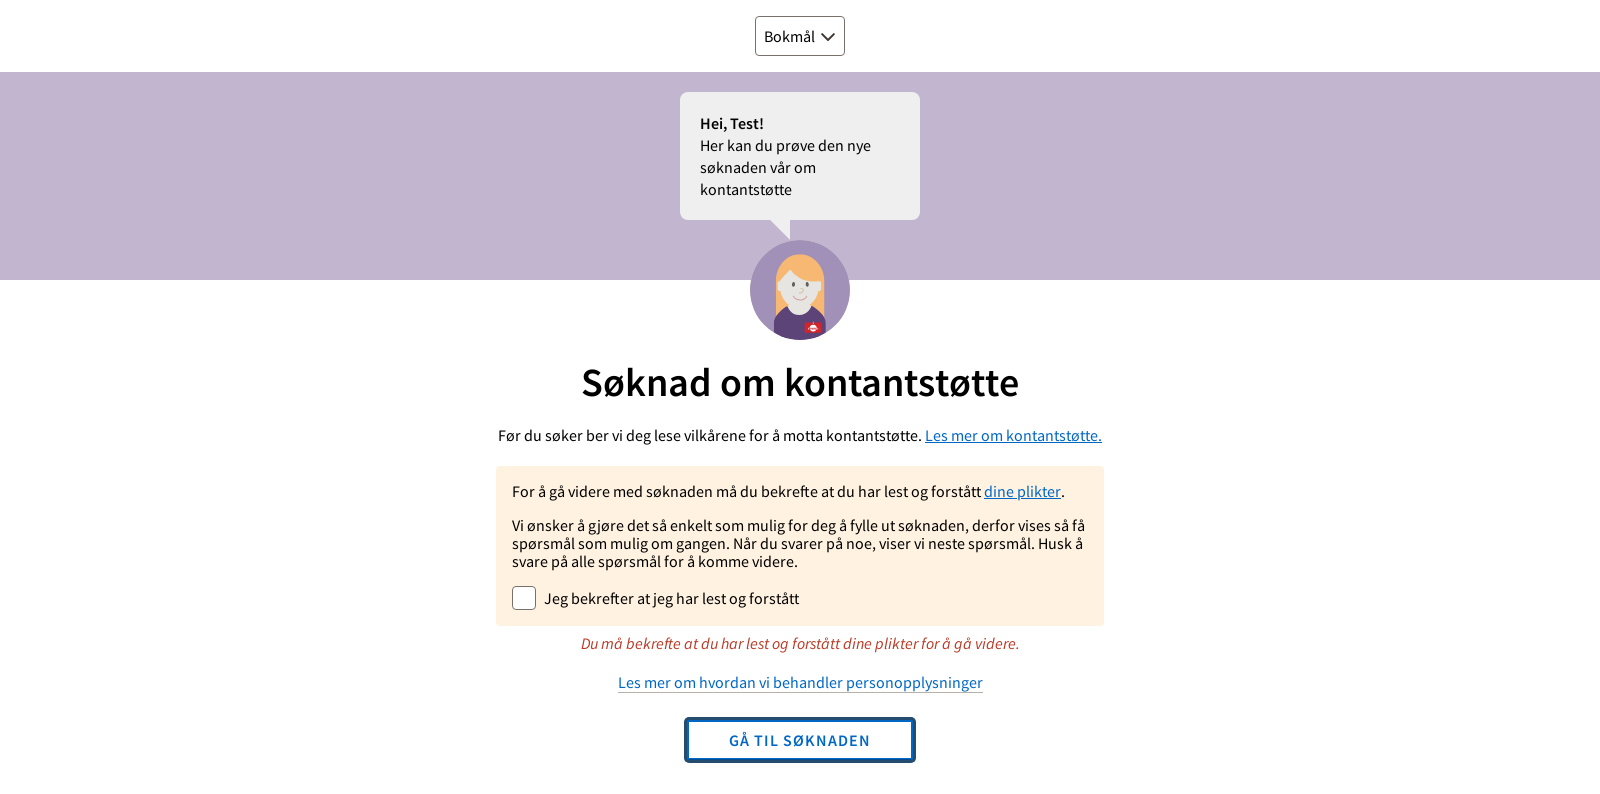 Bokmål
Hei, Test!
Her kan du prøve den nye
søknaden vår om
kontantstøtte
Søknad om kontantstøtte
Før du søker ber vi deg lese vilkårene for å motta kontantstøtte. Les mer om kontantstøtte.
For å gå videre med søknaden må du bekrefte at du har lest og forstått dine plikter.
Vi ønsker å gjøre det så enkelt som mulig for deg å fylle ut søknaden, derfor vises så få
spørsmål som mulig om gangen. Når du svarer på noe, viser vi neste spørsmål. Husk å
svare på alle spørsmål for å komme videre.
Jeg bekrefter at jeg har lest og forstått
Du må bekrefte at du har lest og forstått dine plikter for å gå videre.
Les mer om hvordan vi behandler personopplysninger
GÅ TIL SØKNADEN